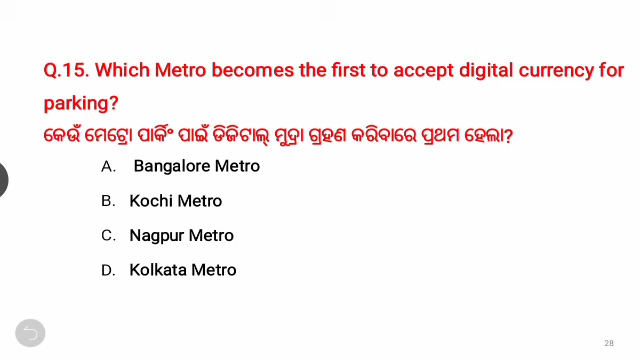 Q.15. Which Metro becomes the first to accept digital currency for
parking?
କେଉଁ ମେଟ୍ରୋ ପାର୍କିଂ ପାଇଁ ଡିଜିଟାଲ୍ ମୁଦ୍ରା ଗ୍ରହଣ କରିବାରେ ପ୍ରଥମ ହେଲା?
A. Bangalore Metro
B. Kochi Metro
C. Nagpur Metro
D. Kolkata Metro
28